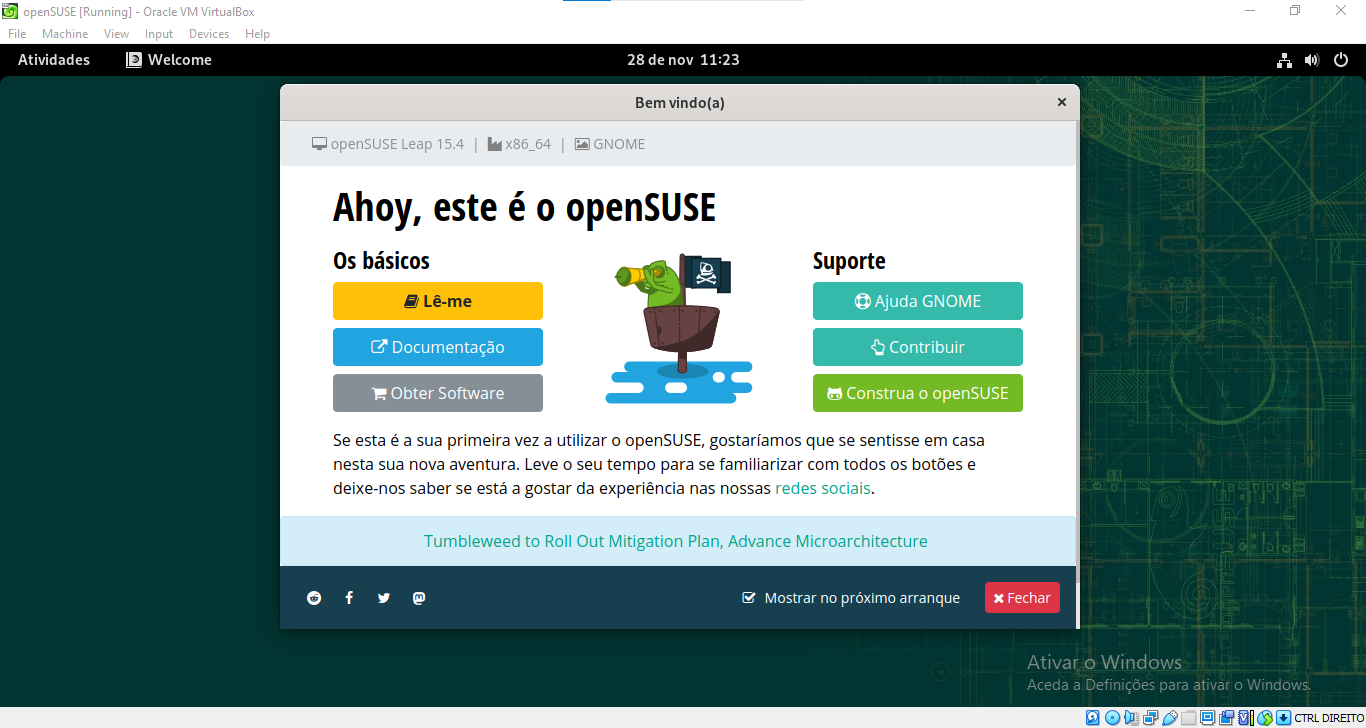 openSUSE [Running] - Oracle VM VirtualBox
File Machine View Input Devices Help
Atividades Welcome 28 de nov 11:23
Bem vindo(a)
openSUSE Leap 15.4 | x86_64 | GNOME
Ahoy, este é o openSUSE
Os básicos
Lê-me
Documentação
Obter Software
Suporte
Ajuda GNOME
Contribuir
Construa o openSUSE
Se esta é a sua primeira vez a utilizar o openSUSE, gostaríamos que se sentisse em casa
nesta sua nova aventura. Leve o seu tempo para se familiarizar com todos os botões e
deixe-nos saber se está a gostar da experiência nas nossas redes sociais.
Tumbleweed to Roll Out Mitigation Plan, Advance Microarchitecture
Mostrar no próximo arranque Fechar
Ativar o Windows
Aceda a Definições para ativar o Windows.
CTRL DIREITO